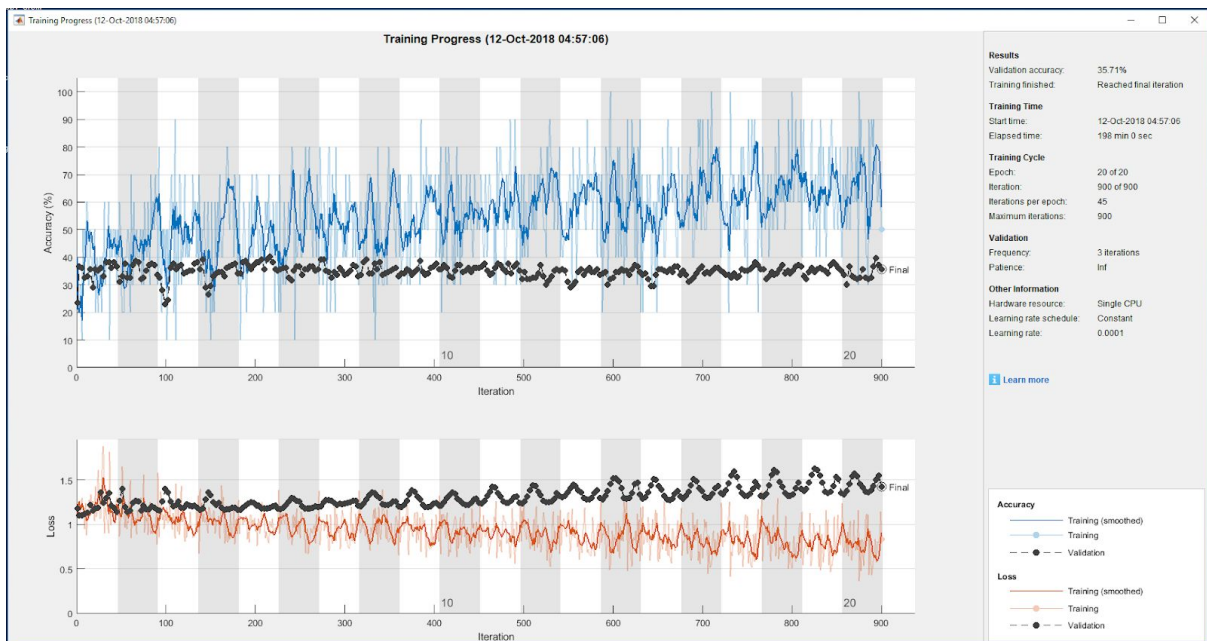 Training Progress (12-Oct-2018 04:57:06)
Training Progress (12-Oct-2018 04:57:06)
Accuracy (%)
100
90
80
70
60
50
40
30
20
10
0
Final
10
20
0 100 200 300 400 500 600 700 800 900
Iteration
Loss
1.5
1
0.5
0
Final
10
20
0 100 200 300 400 500 600 700 800 900
Iteration
Results
Validation accuracy: 35.71%
Training finished: Reached final iteration
Training Time
Start time: 12-Oct-2018 04:57:06
Elapsed time: 198 min 0 sec
Training Cycle
Epoch: 20 of 20
Iteration: 900 of 900
Iterations per epoch: 45
Maximum iterations: 900
Validation
Frequency: 3 iterations
Patience: Inf
Other Information
Hardware resource: Single CPU
Learning rate schedule: Constant
Learning rate: 0.0001
Learn more
Accuracy
Training (smoothed)
Training
Validation
Loss
Training (smoothed)
Training
Validation